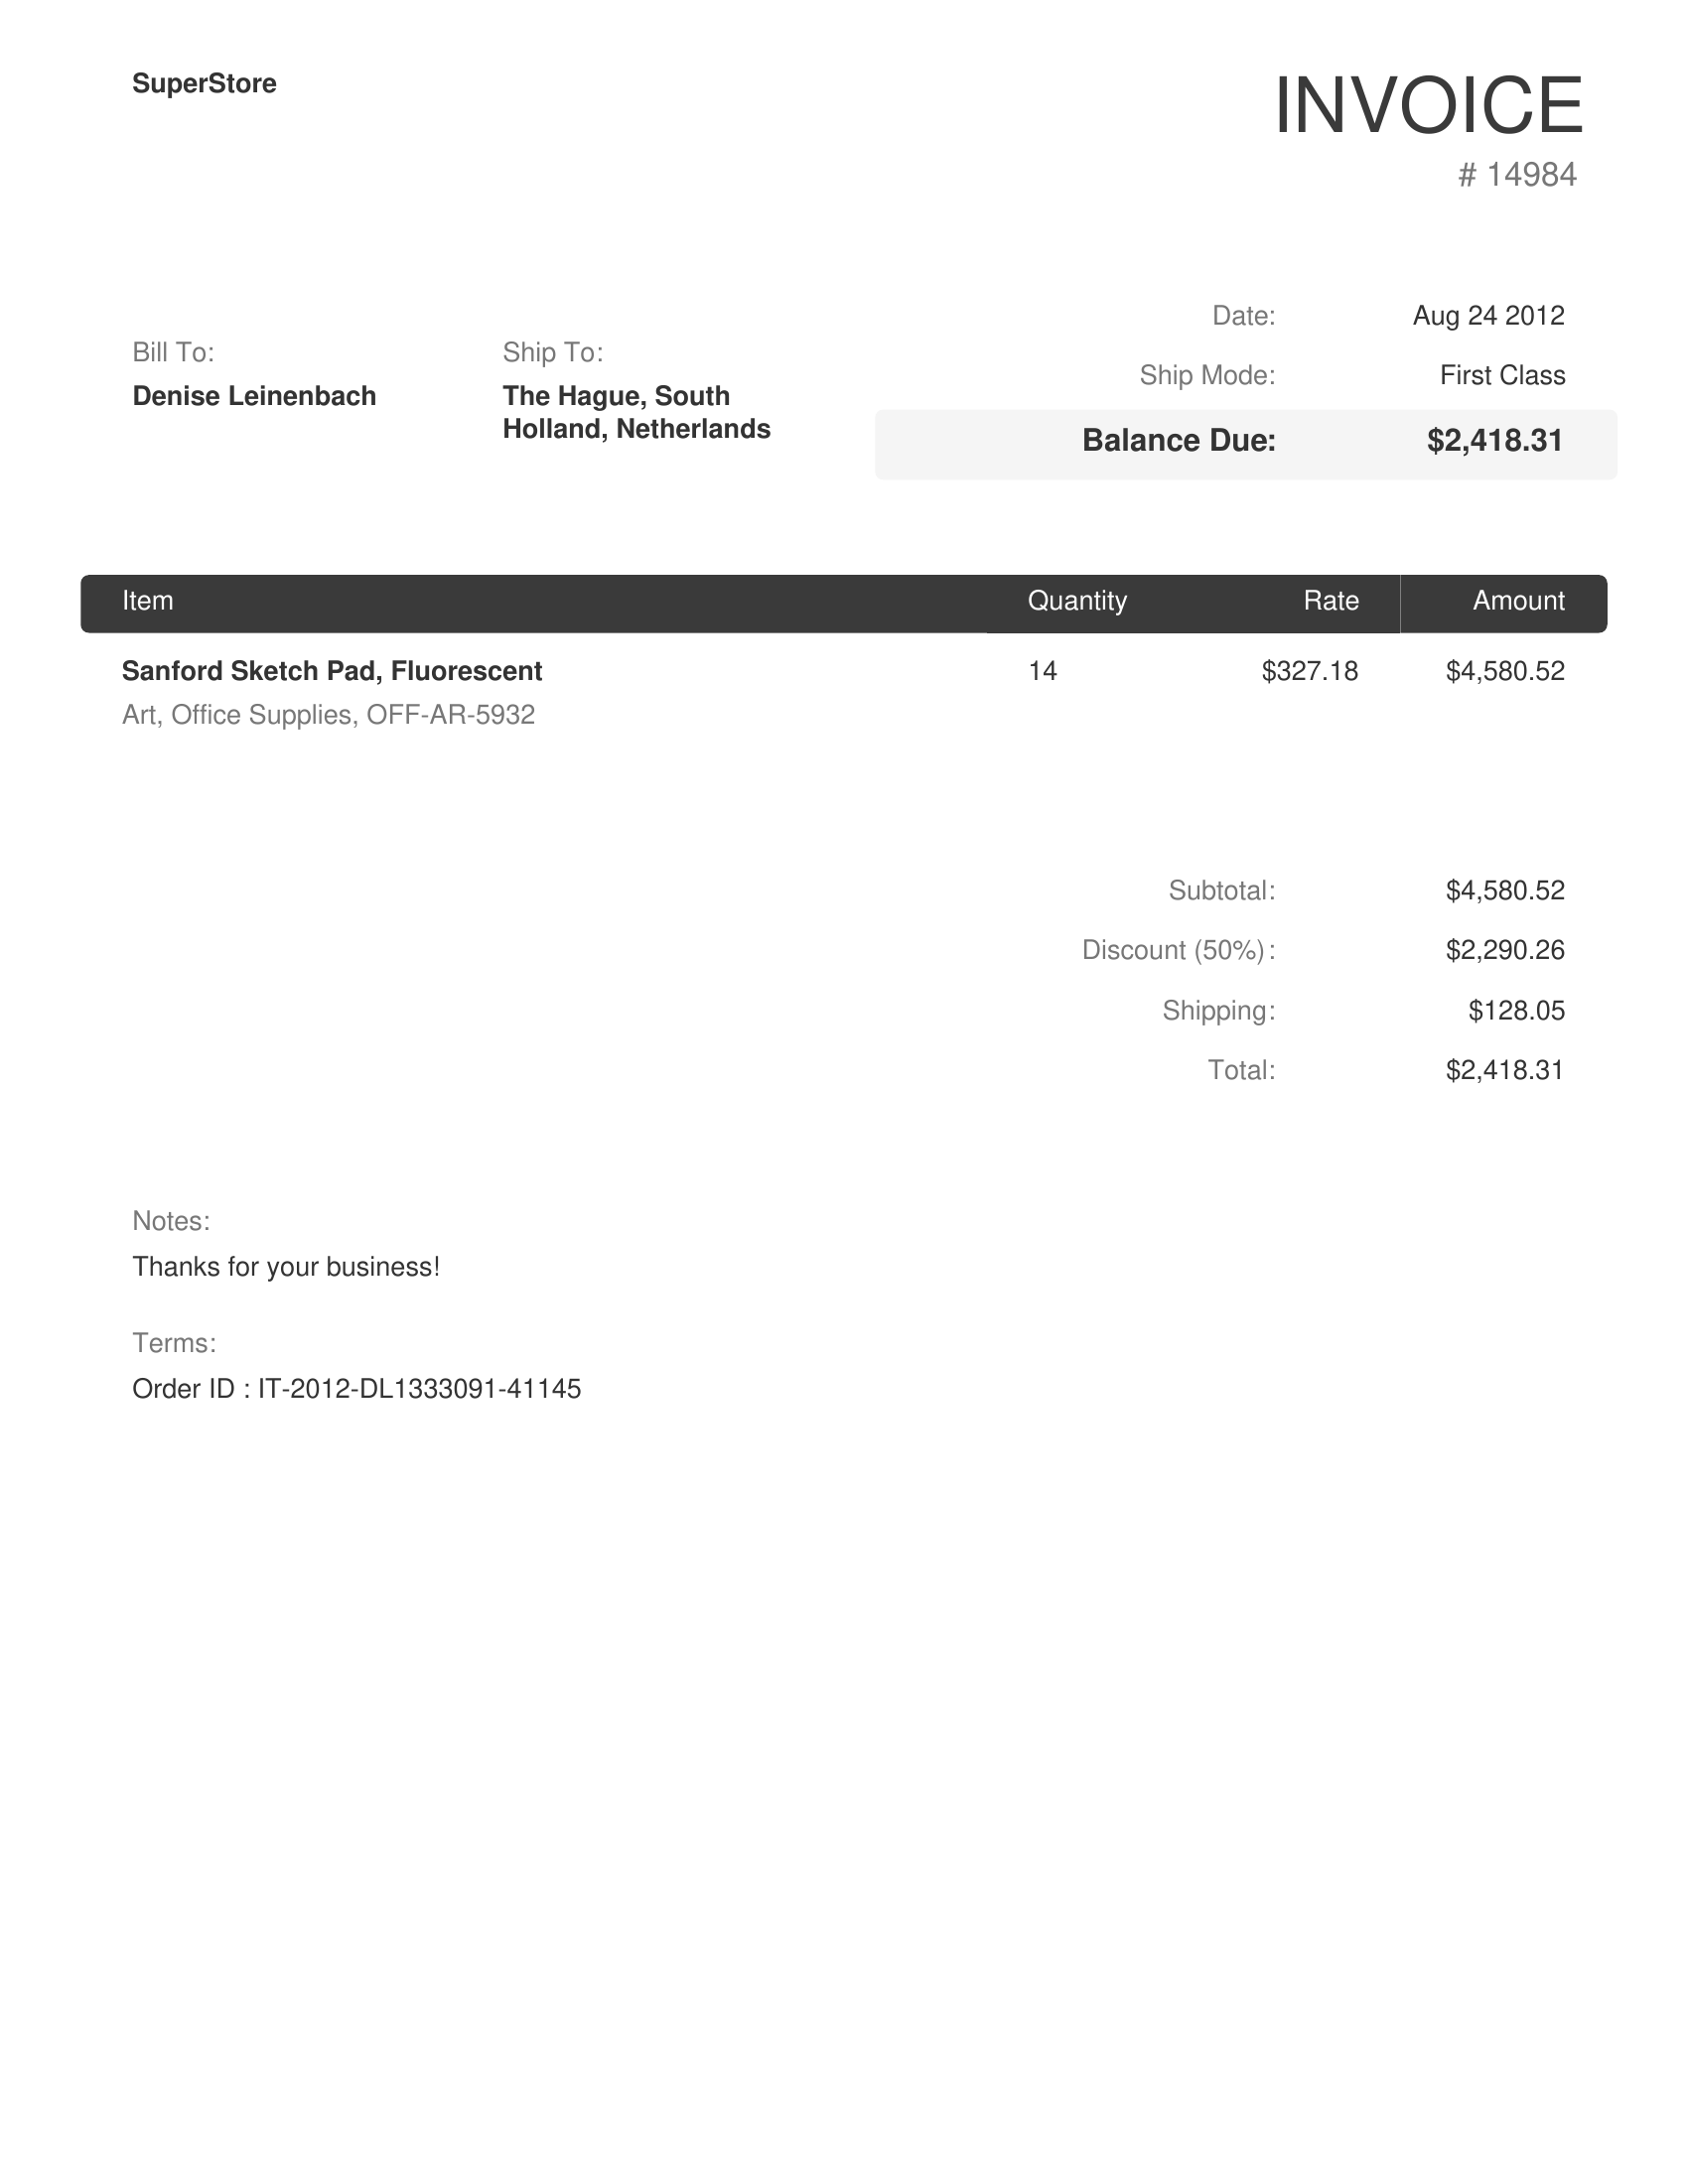 SuperStore
INVOICE
# 14984
Date: Aug 24 2012
Ship Mode: First Class
Balance Due: $2,418.31
Bill To:
Denise Leinenbach
Ship To:
The Hague, South
Holland, Netherlands
Item Quantity Rate Amount
Sanford Sketch Pad, Fluorescent 14 $327.18 $4,580.52
Art, Office Supplies, OFF-AR-5932
Subtotal: $4,580.52
Discount (50%): $2,290.26
Shipping: $128.05
Total: $2,418.31
Notes:
Thanks for your business!
Terms:
Order ID : IT-2012-DL1333091-41145